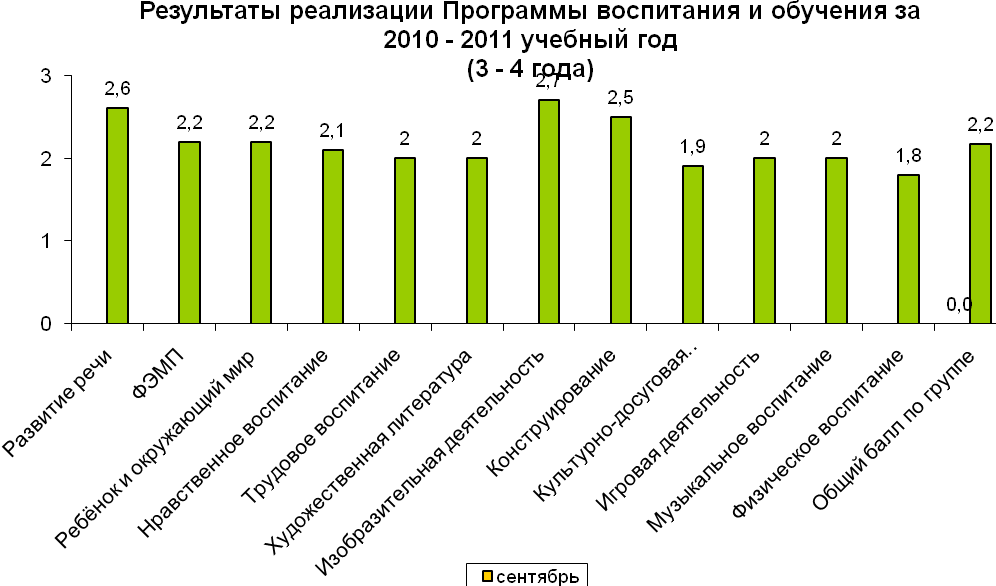 Результаты реализации Программы воспитания и обучения за
2010 - 2011 учебный год
(3 - 4 года)
3
2
1
0
2,6
2,2
2,2
2,1
2
2
2,7
2,5
1,9
2
2
1,8
0,0
2,2
Развитие речи
ФЭМП
Ребёнок и окружающий мир
Нравственное воспитание
Трудовое воспитание
Художественная литература
Изобразительная деятельность
Конструирование
Культурно-досуговая..
Игровая деятельность
Музыкальное воспитание
Физическое воспитание
Общий балл по группе
сентябрь